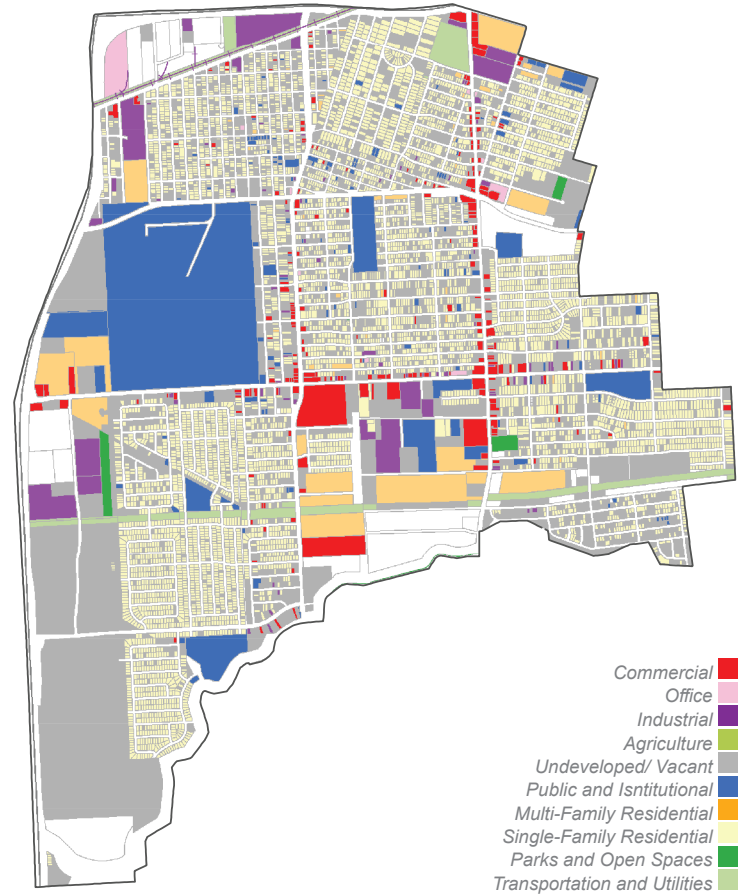 Commercial
Office
Industrial
Agriculture
Undeveloped/ Vacant
Public and Isntitutional
Multi-Family Residential
Single-Family Residential
Parks and Open Spaces
Transportation and Utilities